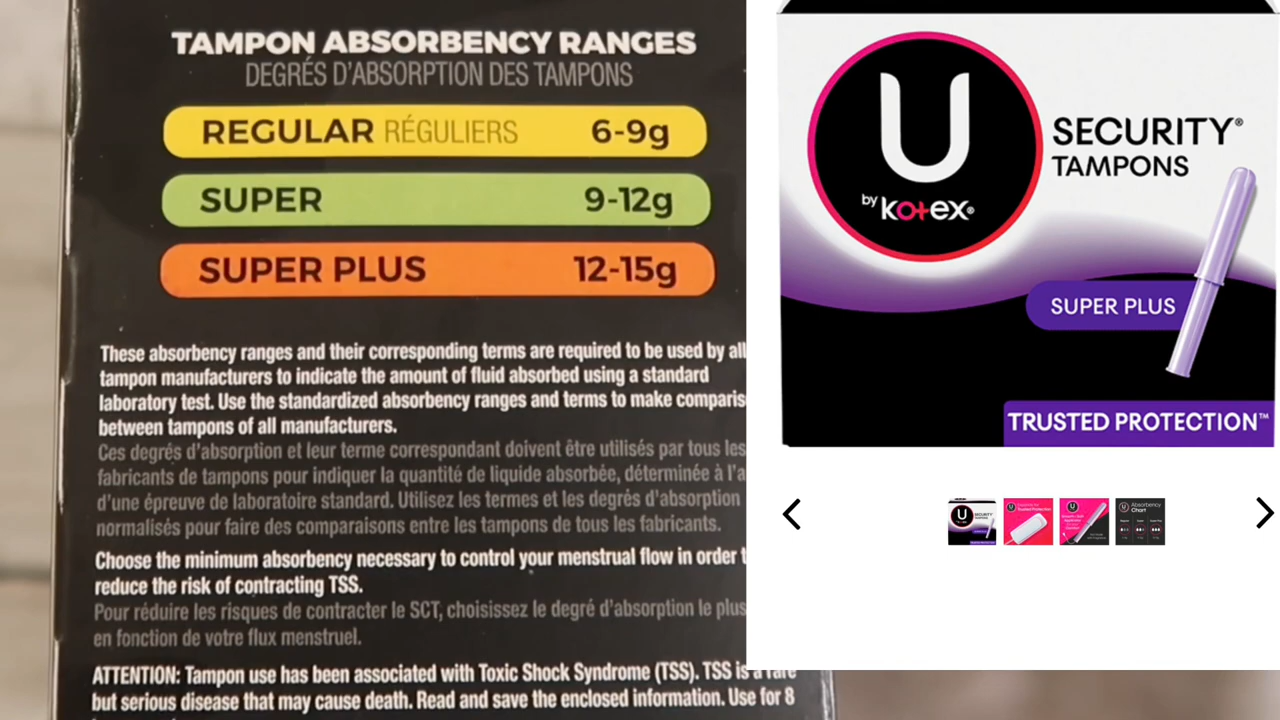 TAMPON ABSORBENCY RANGES
DEGRÉS D'ABSORPTION DES TAMPONS
REGULAR RÉGULIERS 6-9g
SUPER 9-12g
SUPER PLUS 12-15g
These absorbency ranges and their corresponding terms are required to be used by all
tampon manufacturers to indicate the amount of fluid absorbed using a standard
laboratory test. Use the standardized absorbency ranges and terms to make
between tampons of all manufacturers.
Ces degrés d'absorption et leur terme correspondant doivent être utilisés par tous les
fabricants de tampons pour indiquer la quantité de liquide absorbée, déterminée à
d'une épreuve de laboratoire standard. Utilisez les termes et les degrés d'absorption
normalisés pour faire des comparaisons entre les tampons de tous les fabricants.
Choose the minimum absorbency necessary to control your menstrual flow in order
reduce the risk of contracting TSS.
Pour réduire les risques de contracter le SCT, choisissez le degré d'absorption le plus
en fonction de votre flux menstruel.
ATTENTION: Tampon use has been associated with Toxic Shock Syndrome (TSS). TSS is a rare
but serious disease that may cause death. Read and save the enclosed information. Use for 8
U
by kotex®
SECURITY®
TAMPONS
SUPER PLUS
TRUSTED PROTECTION™